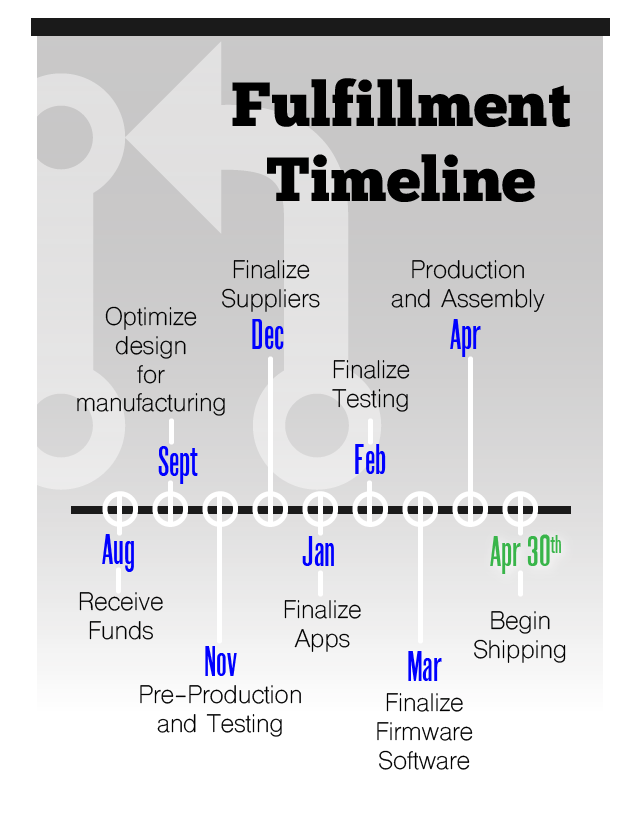 Fulfillment
Timeline
Finalize
Suppliers
Dec
Production
and Assembly
Apr
Optimize
design
for
manufacturing
Sept
Finalize
Testing
Feb
Aug
Receive
Funds
Nov
Pre-Production
and Testing
Jan
Finalize
Apps
Mar
Finalize
Firmware
Software
Apr 30th
Begin
Shipping